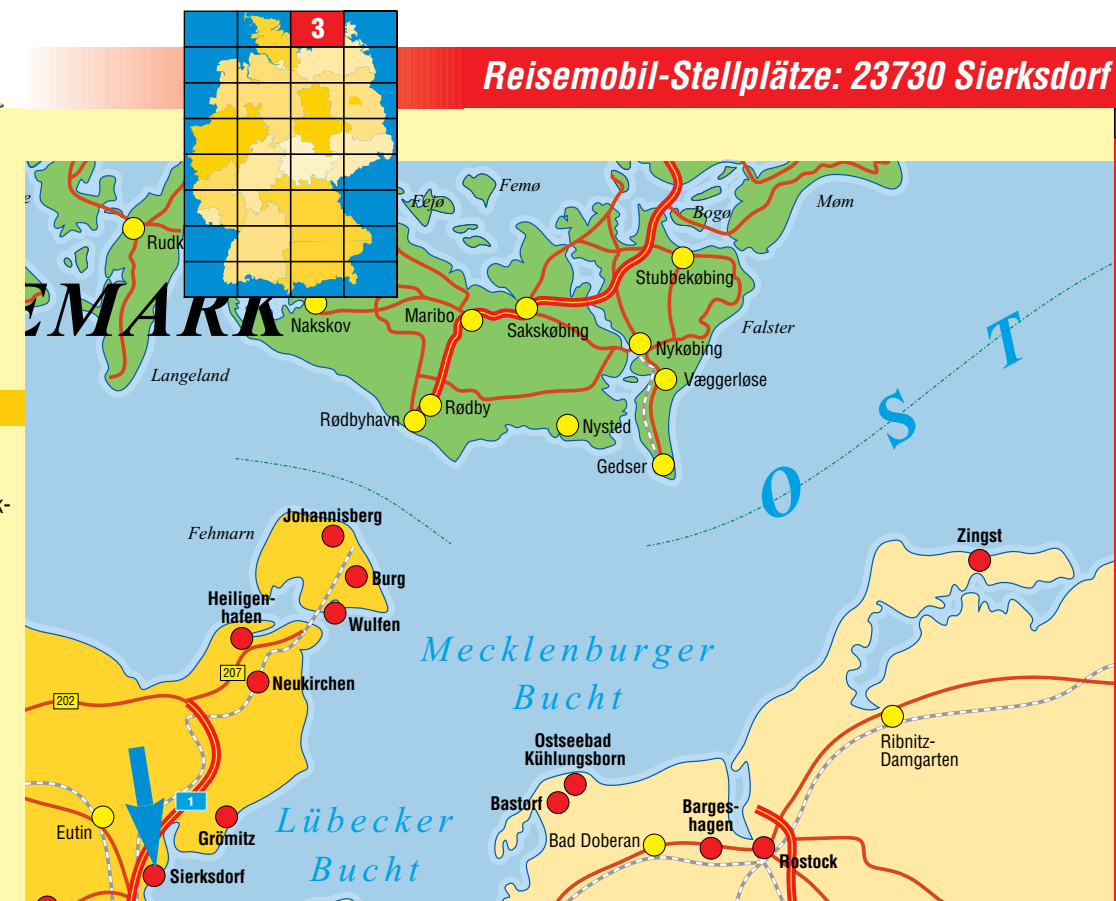 3
Reisemobil-Stellplätze: 23730 Sierksdorf
Fejø
Femø
Bogø
Møm
Rudk
Stubbekøbing
EMARK
Nakskov
Maribo
Sakskøbing
Falster
Nykøbing
Langeland
Væggerløse
Rødby
Rødbyhavn
Nysted
Gedser
O S T
k-
Johannisberg
Fehmarn
Zingst
Burg
Heiligen-
hafen
Wulfen
Mecklenburger
Bucht
207
Neukirchen
202
Ostseebad
Kühlungsborn
Ribnitz-
Damgarten
1
Bastorf
Barges-
hagen
Eutin
Grömitz
Lübecker
Bucht
Bad Doberan
Rostock
Sierksdorf